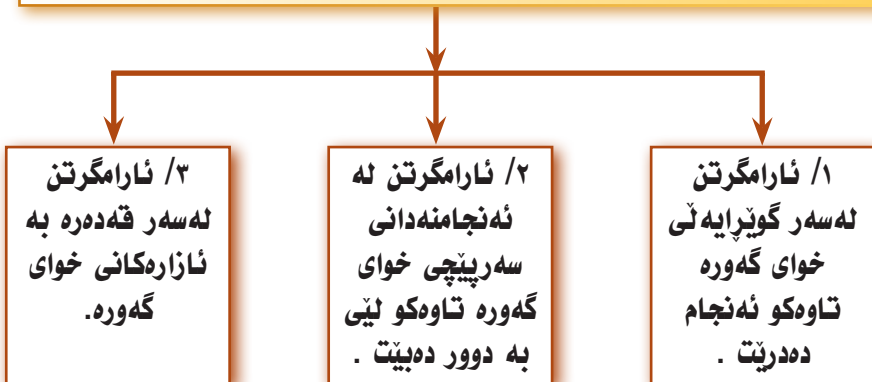 ١/ ئارامگرتن
لەسەر گوێڕایەڵی
خوای گەورە
تاوەکو ئەنجام
دەدرێت .
٢/ ئارامگرتن لە
ئەنجامنەدانی
سەرپێچی خوای
گەورە تاوەکو لێی
بە دوور دەبێت .
٣/ ئارامگرتن
لەسەر قەدەرە بە
ئازارەکانی خوای
گەورە.